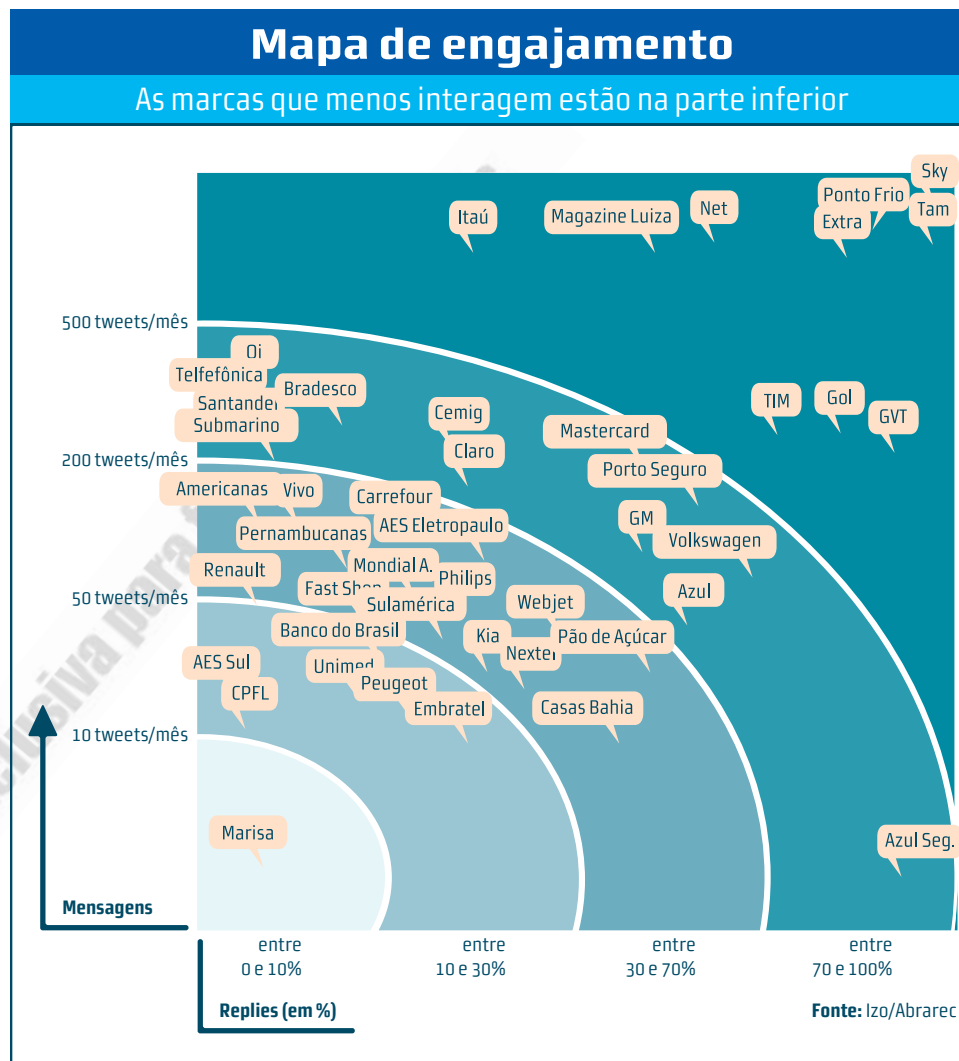 Mapa de engajamento
As marcas que menos interagem estão na parte inferior
Sky
Ponto Frio
Tam
Itaú
Magazine Luiza
Net
Extra
500 tweets/mês
Oi
Telfefônica
Bradesco
Santander
Submarino
Cemig
Claro
Mastercard
TIM
Gol
GVT
200 tweets/mês
Porto Seguro
Americanas
Vivo
Carrefour
AES Eletropaulo
GM
Volkswagen
Pernambucanas
Renault
Mondial A.
Philips
Fast Shop
Sulamérica
Webjet
Azul
50 tweets/mês
Banco do Brasil
Kia
Nextel
Pão de Açúcar
AES Sul
CPFL
Unimed
Peugeot
Embratel
Casas Bahia
10 tweets/mês
Marisa
Azul Seg.
Mensagens
entre
0 e 10%
entre
10 e 30%
entre
30 e 70%
entre
70 e 100%
Replies (em %)
Fonte: Izo/Abrarec